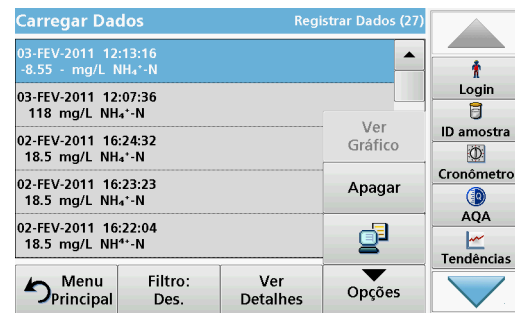 Carregar Dados
Registrar Dados (27)
03-FEV-2011 12:13:16
-8.55 - mg/L NH₄⁺-N
03-FEV-2011 12:07:36
118 mg/L NH₄⁺-N
02-FEV-2011 16:24:32
18.5 mg/L NH₄⁺-N
02-FEV-2011 16:23:23
18.5 mg/L NH₄⁺-N
02-FEV-2011 16:22:04
18.5 mg/L NH⁴⁺-N
Ver
Gráfico
Apagar
Menu
Principal
Filtro:
Des.
Ver
Detalhes
Opções
Login
ID amostra
Cronômetro
AQA
Tendências